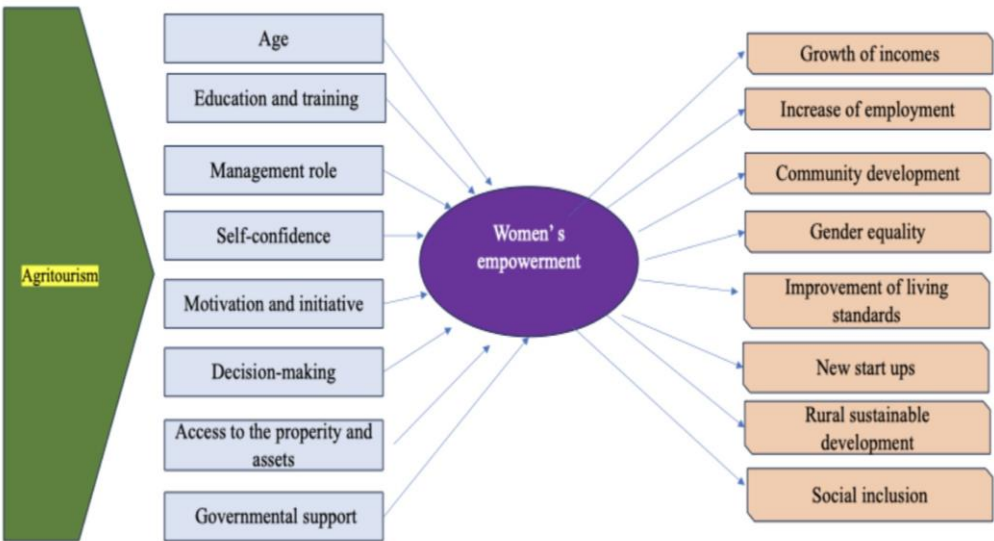 Agritourism
Age
Education and training
Management role
Self-confidence
Motivation and initiative
Decision-making
Access to the properity and
assets
Governmental support
Women' s
empowerment
Growth of incomes
Increase of employment
Community development
Gender equality
Improvement of living
standards
New start ups
Rural sustainable
development
Social inclusion